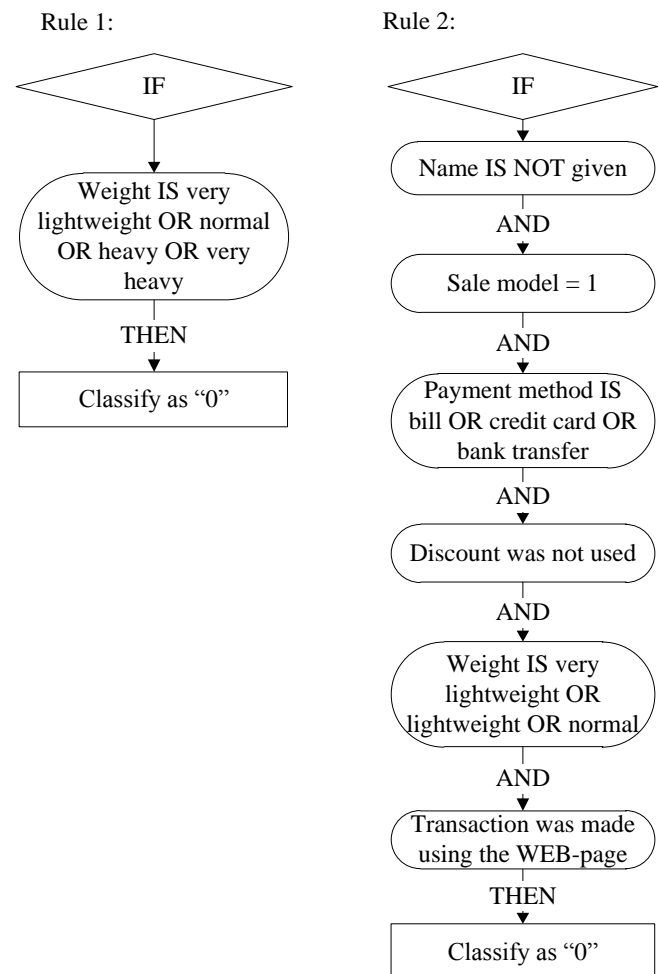 Rule 1:
IF
Weight IS very
lightweight OR normal
OR heavy OR very
heavy
THEN
Classify as “0”
Rule 2:
IF
Name IS NOT given
AND
Sale model = 1
AND
Payment method IS
bill OR credit card OR
bank transfer
AND
Discount was not used
AND
Weight IS very
lightweight OR
lightweight OR normal
AND
Transaction was made
using the WEB-page
THEN
Classify as “0”